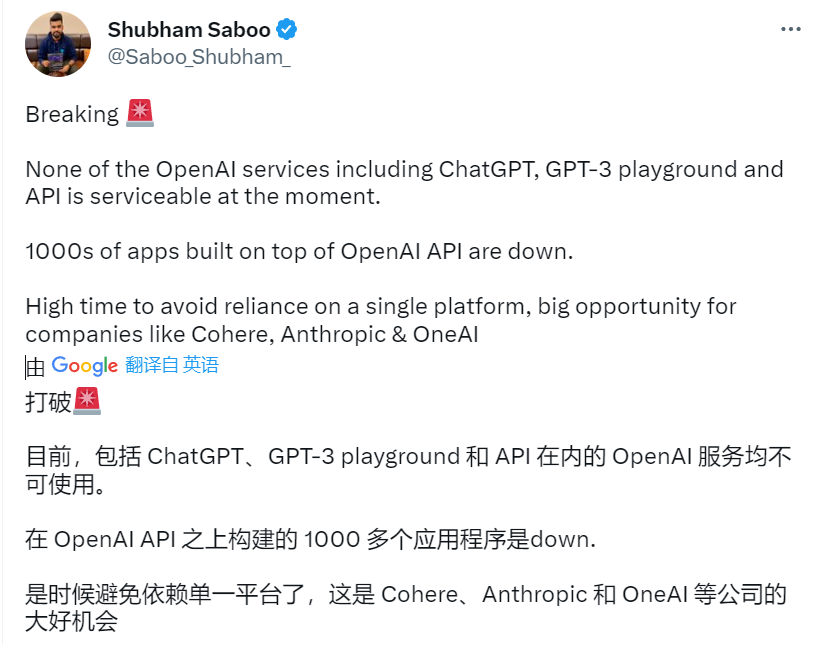 Shubham Saboo
@Saboo_Shubham_
Breaking 🚨
None of the OpenAI services including ChatGPT, GPT-3 playground and
API is serviceable at the moment.
1000s of apps built on top of OpenAI API are down.
High time to avoid reliance on a single platform, big opportunity for
companies like Cohere, Anthropic & OneAI
由 Google 翻译自 英语
打破🚨
目前，包括 ChatGPT、GPT-3 playground 和 API 在内的 OpenAI 服务均不
可使用。
在 OpenAI API 之上构建的 1000 多个应用程序是down.
是时候避免依赖单一平台了，这是 Cohere、Anthropic 和 OneAI 等公司的
大好机会